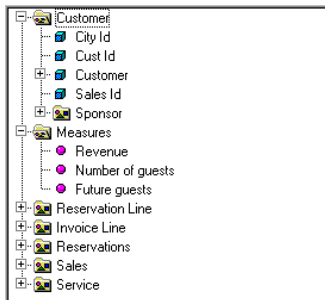 Customer
City Id
Cust Id
Customer
Sales Id
Sponsor
Measures
Revenue
Number of guests
Future guests
Reservation Line
Invoice Line
Reservations
Sales
Service